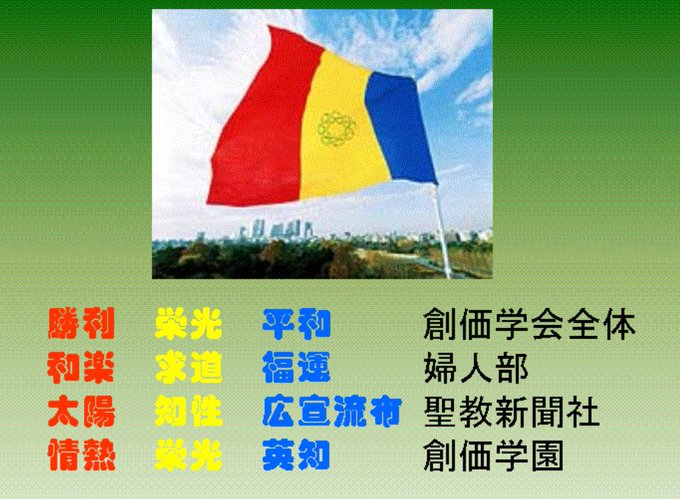 勝利 栄光 平和 創価学会全体
和楽 求道 福運 婦人部
太陽 知性 広宣流布 聖教新聞社
情熱 栄光 英知 創価学園